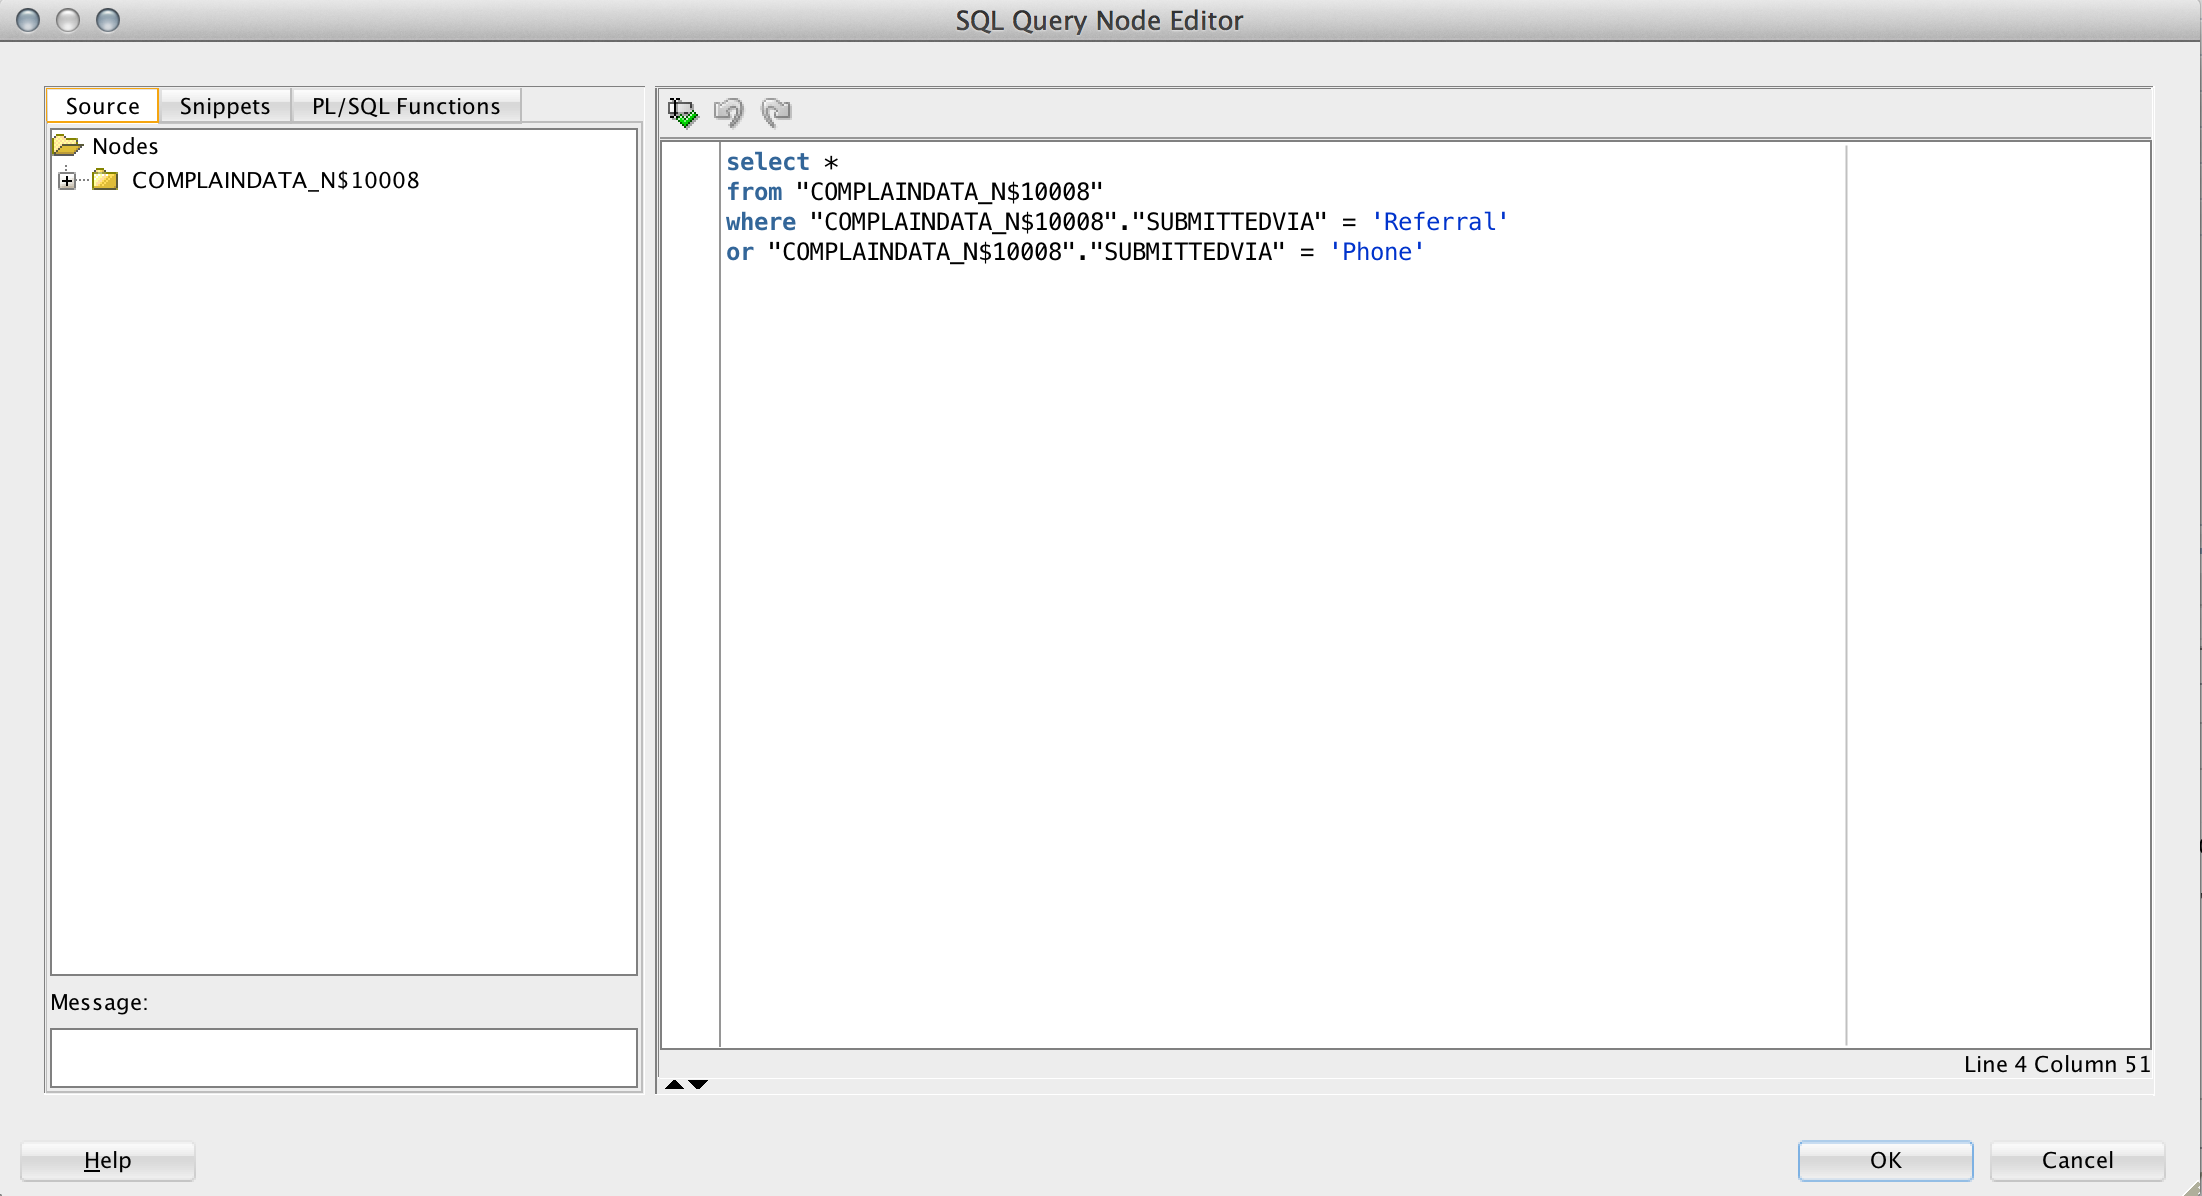 SQL Query Node Editor
Source Snippets PL/SQL Functions
Nodes
COMPLAINDATA_N$10008
Message:
select *
from "COMPLAINDATA_N$10008"
where "COMPLAINDATA_N$10008"."SUBMITTEDVIA" = 'Referral'
or "COMPLAINDATA_N$10008"."SUBMITTEDVIA" = 'Phone'
Line 4 Column 51
Help OK Cancel